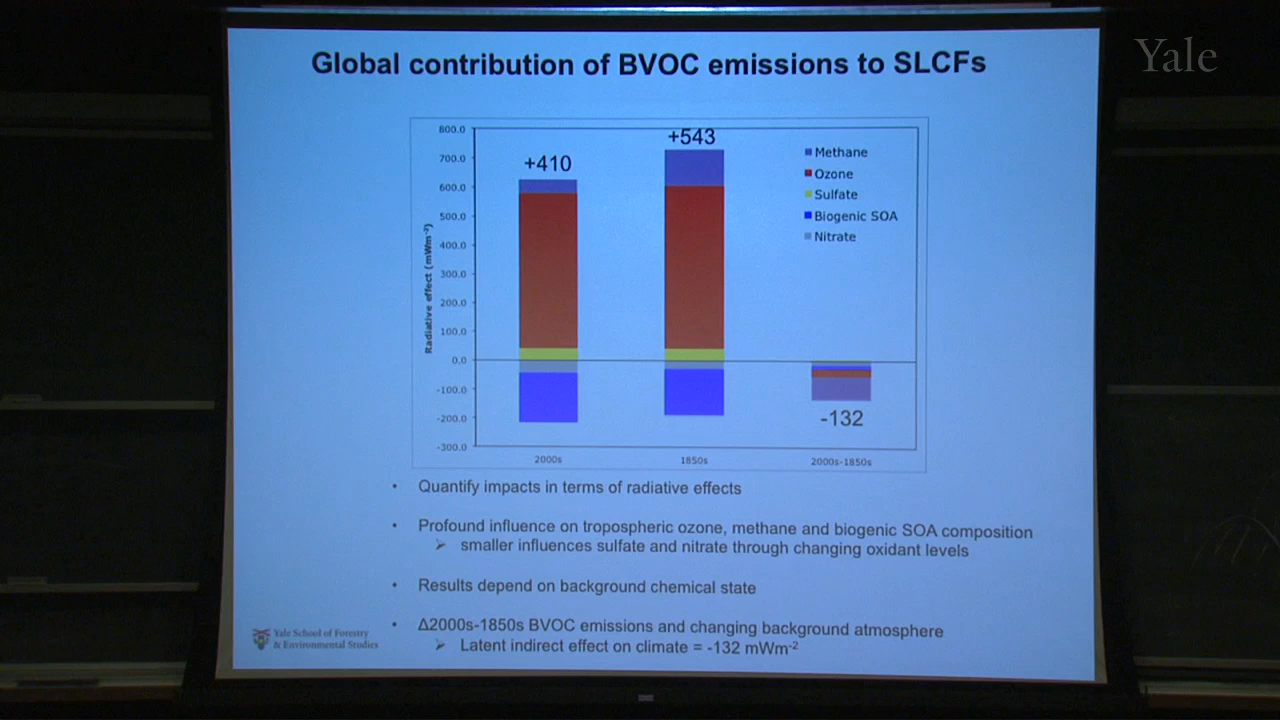 Yale
Global contribution of BVOC emissions to SLCFs
800.0
700.0
600.0
500.0
400.0
300.0
200.0
100.0
0.0
-100.0
-200.0
-300.0
Radiative effect (mWm-2)
+410
+543
-132
Methane
Ozone
Sulfate
Biogenic SOA
Nitrate
2000s
1850s
2000s-1850s
• Quantify impacts in terms of radiative effects
• Profound influence on tropospheric ozone, methane and biogenic SOA composition
➢ smaller influences sulfate and nitrate through changing oxidant levels
• Results depend on background chemical state
• Δ2000s-1850s BVOC emissions and changing background atmosphere
➢ Latent indirect effect on climate = -132 mWm-2
Yale School of Forestry
& Environmental Studies